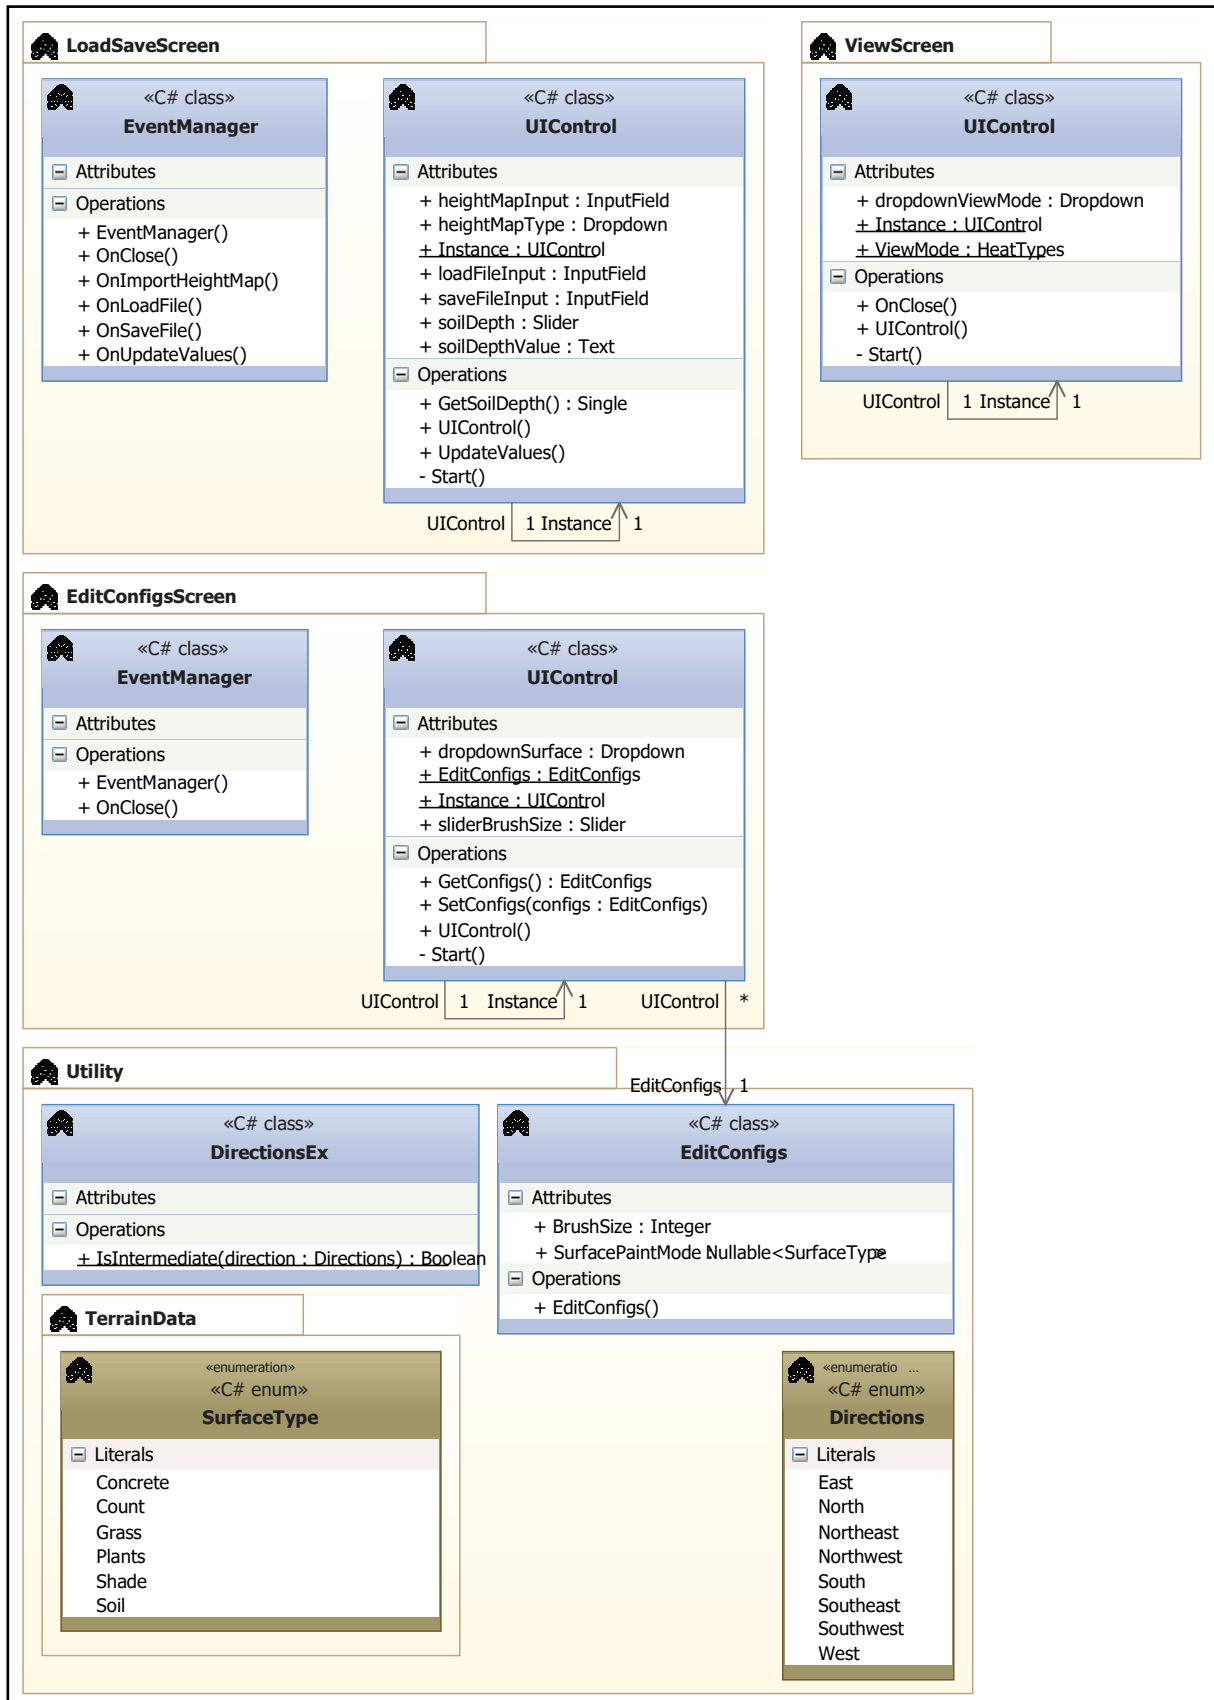 LoadSaveScreen
«C# class»
EventManager
Attributes
Operations
+ EventManager()
+ OnClose()
+ OnImportHeightMap()
+ OnLoadFile()
+ OnSaveFile()
+ OnUpdateValues()
«C# class»
UIControl
Attributes
+ heightMapInput : InputField
+ heightMapType : Dropdown
+ Instance : UIControl
+ loadFileInput : InputField
+ saveFileInput : InputField
+ soilDepth : Slider
+ soilDepthValue : Text
Operations
+ GetSoilDepth() : Single
+ UIControl()
+ UpdateValues()
- Start()
UIControl 1 Instance 1
ViewScreen
«C# class»
UIControl
Attributes
+ dropdownViewMode : Dropdown
+ Instance : UIControl
+ ViewMode : HeatTypes
Operations
+ OnClose()
+ UIControl()
- Start()
UIControl 1 Instance 1
EditConfigsScreen
«C# class»
EventManager
Attributes
Operations
+ EventManager()
+ OnClose()
«C# class»
UIControl
Attributes
+ dropdownSurface : Dropdown
+ EditConfigs : EditConfigs
+ Instance : UIControl
+ sliderBrushSize : Slider
Operations
+ GetConfigs() : EditConfigs
+ SetConfigs(configs : EditConfigs)
+ UIControl()
- Start()
UIControl 1 Instance 1
UIControl *
EditConfigs 1
Utility
«C# class»
DirectionsEx
Attributes
Operations
+ IsIntermediate(direction : Directions) : Boolean
«C# class»
EditConfigs
Attributes
+ BrushSize : Integer
+ SurfacePaintMode : Nullable<SurfaceType>
Operations
+ EditConfigs()
TerrainData
«enumeration»
«C# enum»
SurfaceType
Literals
Concrete
Count
Grass
Plants
Shade
Soil
«enumeratio ...
«C# enum»
Directions
Literals
East
North
Northeast
Northwest
South
Southeast
Southwest
West